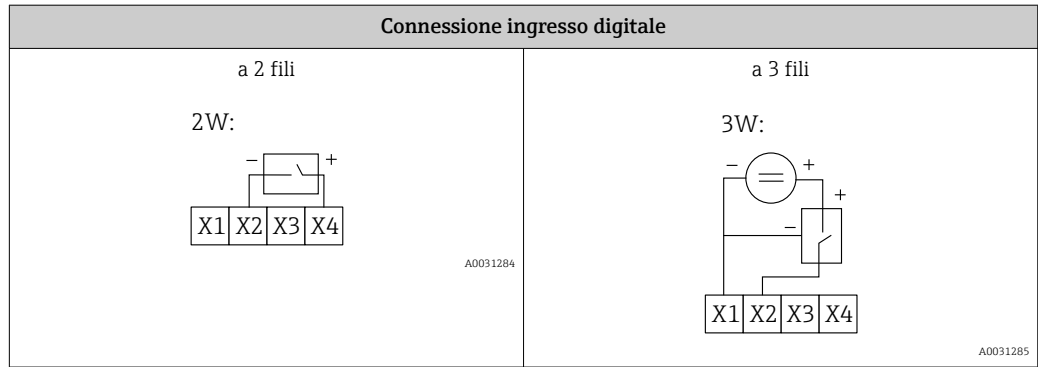 Connessione ingresso digitale
a 2 fili
2W:
− +
X1 X2 X3 X4
A0031284
a 3 fili
3W:
− +
+
−
X1 X2 X3 X4
A0031285